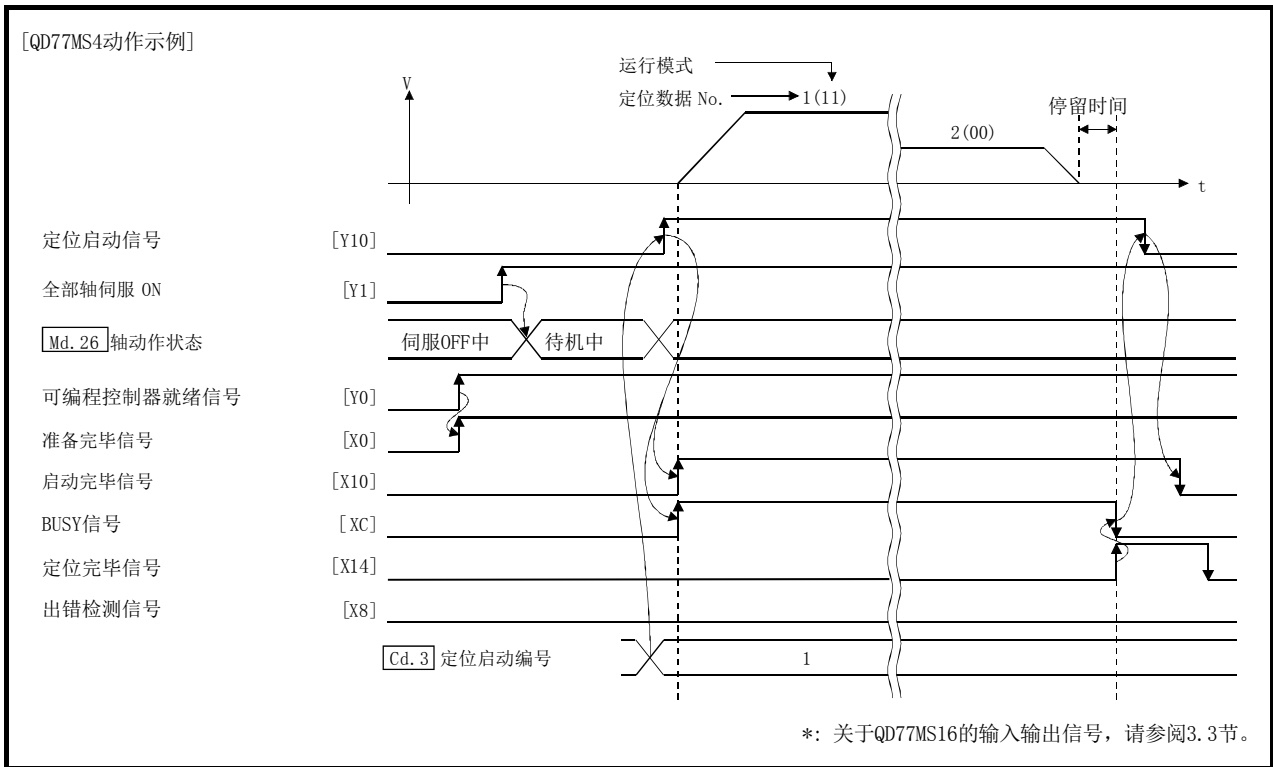 [QD77MS4动作示例]
V
运行模式
定位数据 No. 1(11)
停留时间
2(00)
t
定位启动信号 [Y10]
全部轴伺服 ON [Y1]
Md.26 轴动作状态 伺服OFF中 待机中
可编程控制器就绪信号 [Y0]
准备完毕信号 [X0]
启动完毕信号 [X10]
BUSY信号 [XC]
定位完毕信号 [X14]
出错检测信号 [X8]
Cd.3 定位启动编号 1
*: 关于QD77MS16的输入输出信号，请参阅3.3节。